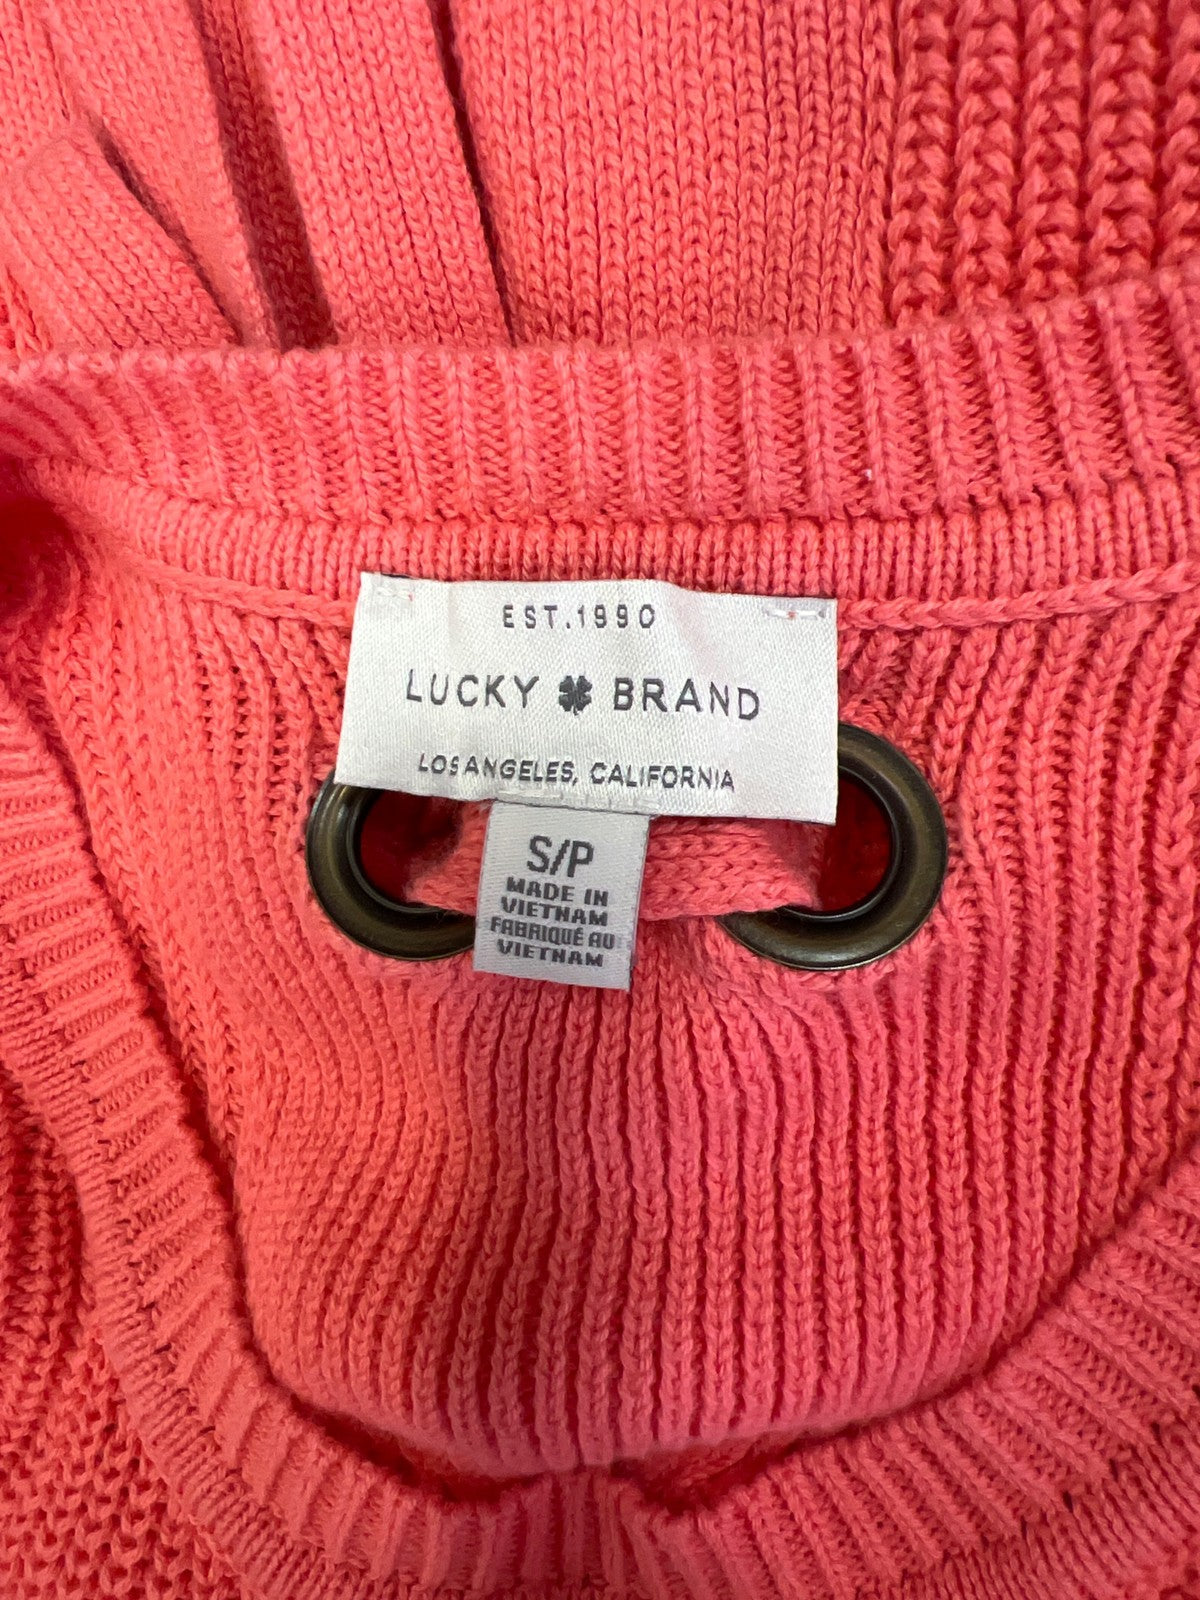 EST.1990
LUCKY BRAND
LOS ANGELES, CALIFORNIA
S/P
MADE IN
VIETNAM
FABRIQUÉ AU
VIETNAM